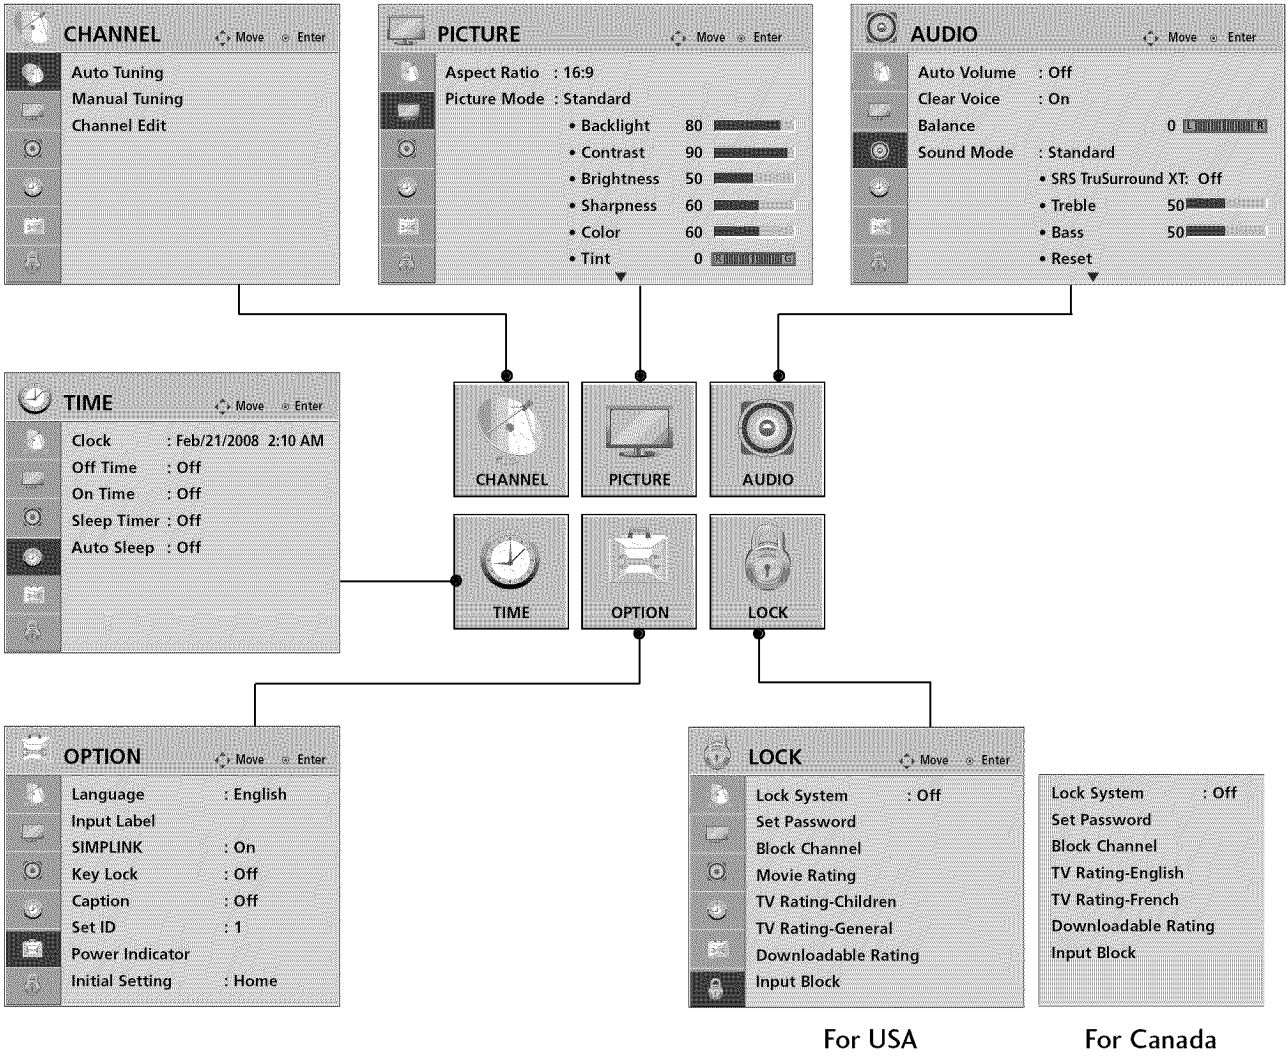 CHANNEL Move Enter
Auto Tuning
Manual Tuning
Channel Edit
PICTURE Move Enter
Aspect Ratio : 16:9
Picture Mode : Standard
• Backlight 80
• Contrast 90
• Brightness 50
• Sharpness 60
• Color 60
• Tint 0 R G
AUDIO Move Enter
Auto Volume : Off
Clear Voice : On
Balance 0 L R
Sound Mode : Standard
• SRS TruSurround XT: Off
• Treble 50
• Bass 50
• Reset
TIME Move Enter
Clock : Feb/21/2008 2:10 AM
Off Time : Off
On Time : Off
Sleep Timer : Off
Auto Sleep : Off
CHANNEL
PICTURE
AUDIO
TIME
OPTION
LOCK
OPTION Move Enter
Language : English
Input Label
SIMPLINK : On
Key Lock : Off
Caption : Off
Set ID : 1
Power Indicator
Initial Setting : Home
LOCK Move Enter
Lock System : Off
Set Password
Block Channel
Movie Rating
TV Rating-Children
TV Rating-General
Downloadable Rating
Input Block
For USA
Lock System : Off
Set Password
Block Channel
TV Rating-English
TV Rating-French
Downloadable Rating
Input Block
For Canada